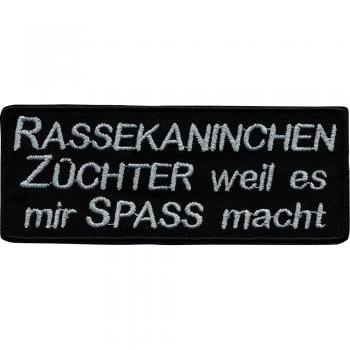 RASSEKANINCHEN
ZÜCHTER weil es
mir SPASS macht